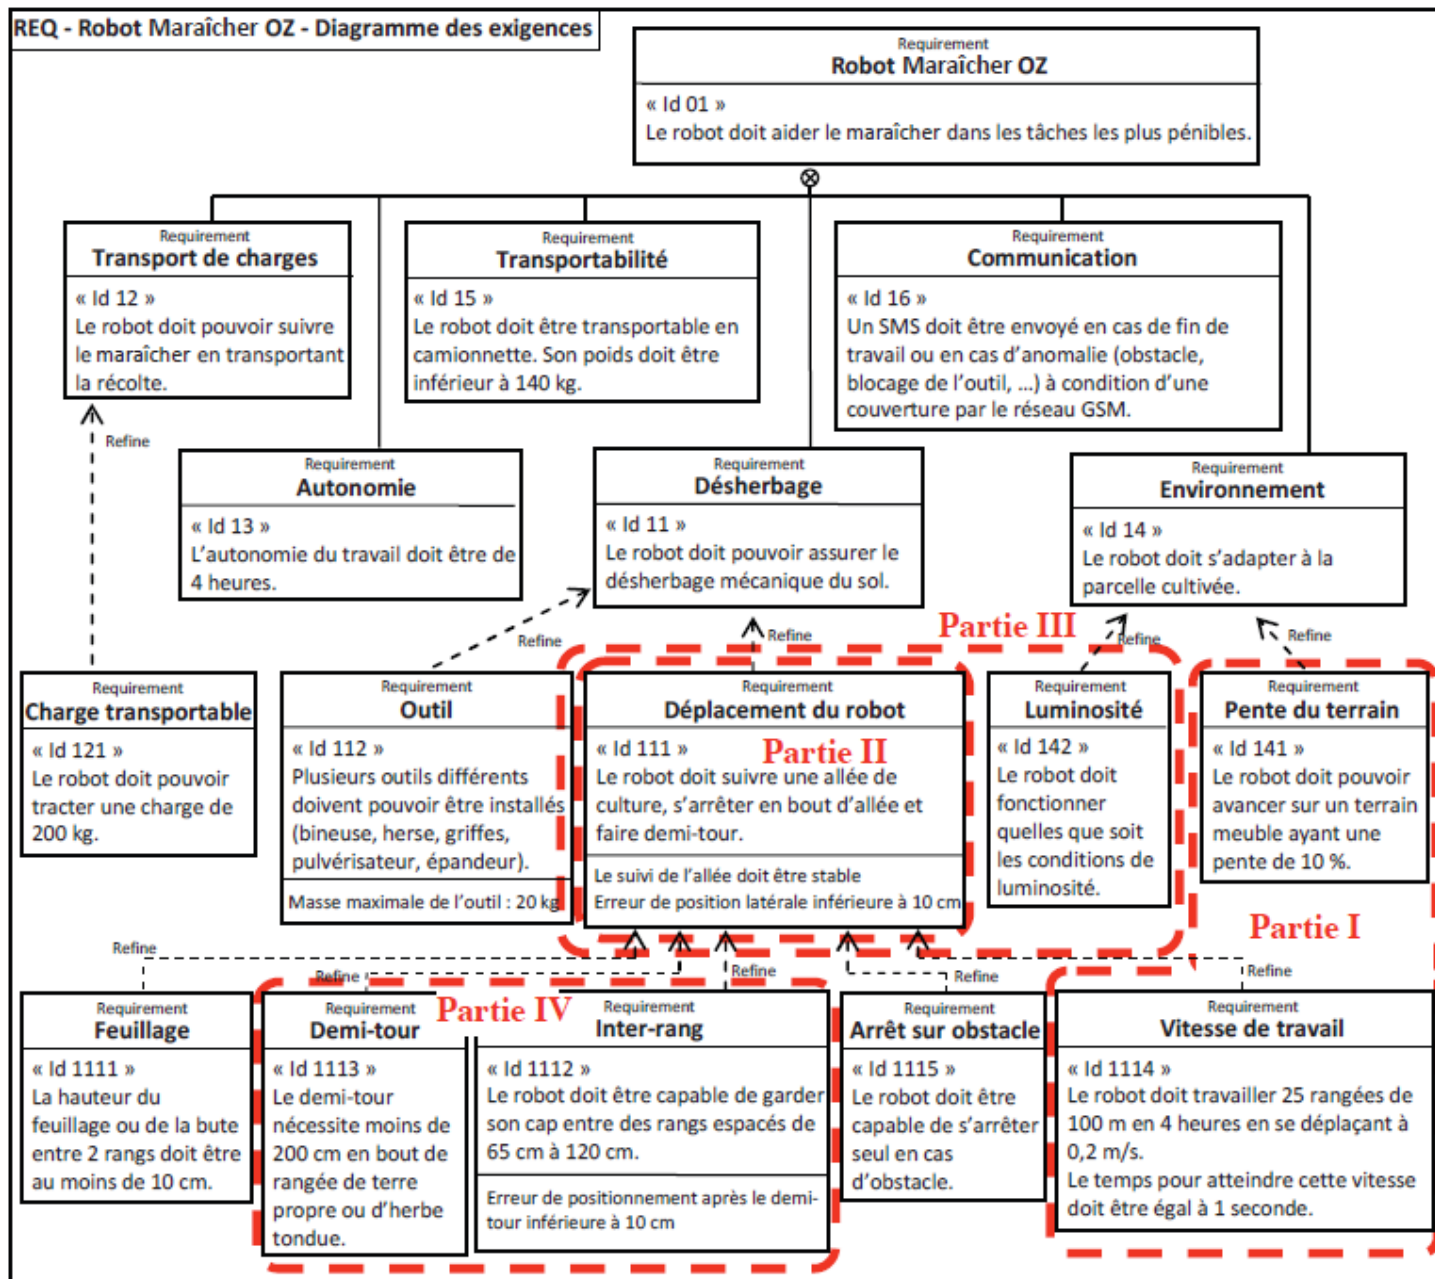 REQ - Robot Maraîcher OZ - Diagramme des exigences
Requirement
Robot Maraîcher OZ
« Id 01 »
Le robot doit aider le maraîcher dans les tâches les plus pénibles.
Requirement
Transport de charges
« Id 12 »
Le robot doit pouvoir suivre
le maraîcher en transportant
la récolte.
Requirement
Transportabilité
« Id 15 »
Le robot doit être transportable en
camionnette. Son poids doit être
inférieur à 140 kg.
Requirement
Communication
« Id 16 »
Un SMS doit être envoyé en cas de fin de
travail ou en cas d'anomalie (obstacle,
blocage de l'outil, ...) à condition d'une
couverture par le réseau GSM.
Refine
Requirement
Autonomie
« Id 13 »
L'autonomie du travail doit être de
4 heures.
Requirement
Désherbage
« Id 11 »
Le robot doit pouvoir assurer le
désherbage mécanique du sol.
Requirement
Environnement
« Id 14 »
Le robot doit s'adapter à la
parcelle cultivée.
Refine
Refine
Partie III
Refine
Refine
Requirement
Charge transportable
« Id 121 »
Le robot doit pouvoir
tracter une charge de
200 kg.
Requirement
Outil
« Id 112 »
Plusieurs outils différents
doivent pouvoir être installés
(bineuse, herse, griffes,
pulvérisateur, épandeur).
Masse maximale de l'outil : 20 kg
Requirement
Déplacement du robot
« Id 111 »
Partie II
Le robot doit suivre une allée de
culture, s'arrêter en bout d'allée et
faire demi-tour.
Le suivi de l'allée doit être stable
Erreur de position latérale inférieure à 10 cm
Requirement
Luminosité
« Id 142 »
Le robot doit
fonctionner
quelles que soit
les conditions de
luminosité.
Requirement
Pente du terrain
« Id 141 »
Le robot doit pouvoir
avancer sur un terrain
meuble ayant une
pente de 10 %.
Partie I
Refine
Refine
Refine
Refine
Refine
Requirement
Feuillage
« Id 1111 »
La hauteur du
feuillage ou de la bute
entre 2 rangs doit être
au moins de 10 cm.
Requirement
Demi-tour
« Id 1113 »
Le demi-tour
nécessite moins de
200 cm en bout de
rangée de terre
propre ou d'herbe
tondue.
Partie IV
Requirement
Inter-rang
« Id 1112 »
Le robot doit être capable de garder
son cap entre des rangs espacés de
65 cm à 120 cm.
Erreur de positionnement après le demi-
tour inférieure à 10 cm
Requirement
Arrêt sur obstacle
« Id 1115 »
Le robot doit être
capable de s'arrêter
seul en cas
d'obstacle.
Requirement
Vitesse de travail
« Id 1114 »
Le robot doit travailler 25 rangées de
100 m en 4 heures en se déplaçant à
0,2 m/s.
Le temps pour atteindre cette vitesse
doit être égal à 1 seconde.